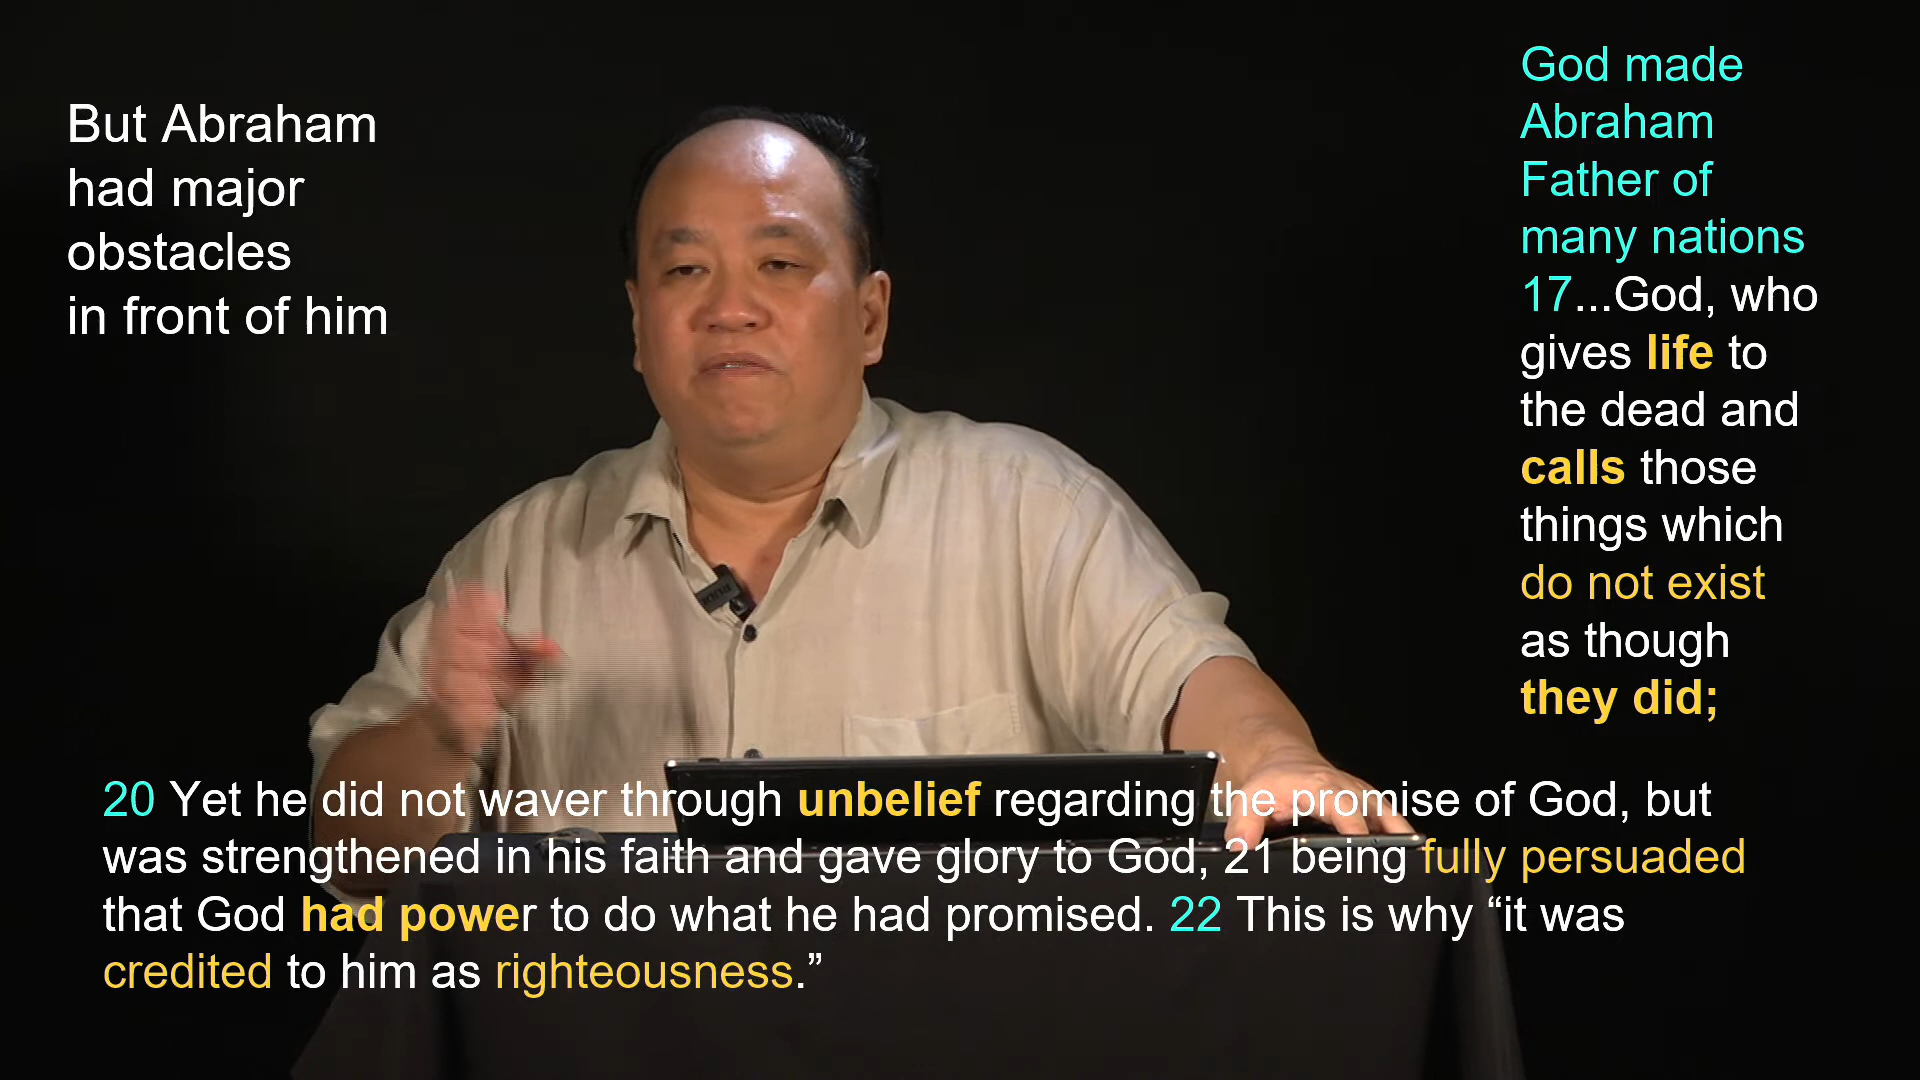 But Abraham
had major
obstacles
in front of him
God made
Abraham
Father of
many nations
17...God, who
gives life to
the dead and
calls those
things which
do not exist
as though
they did;
20 Yet he did not waver through unbelief regarding the promise of God, but
was strengthened in his faith and gave glory to God, 21 being fully persuaded
that God had power to do what he had promised. 22 This is why “it was
credited to him as righteousness.”